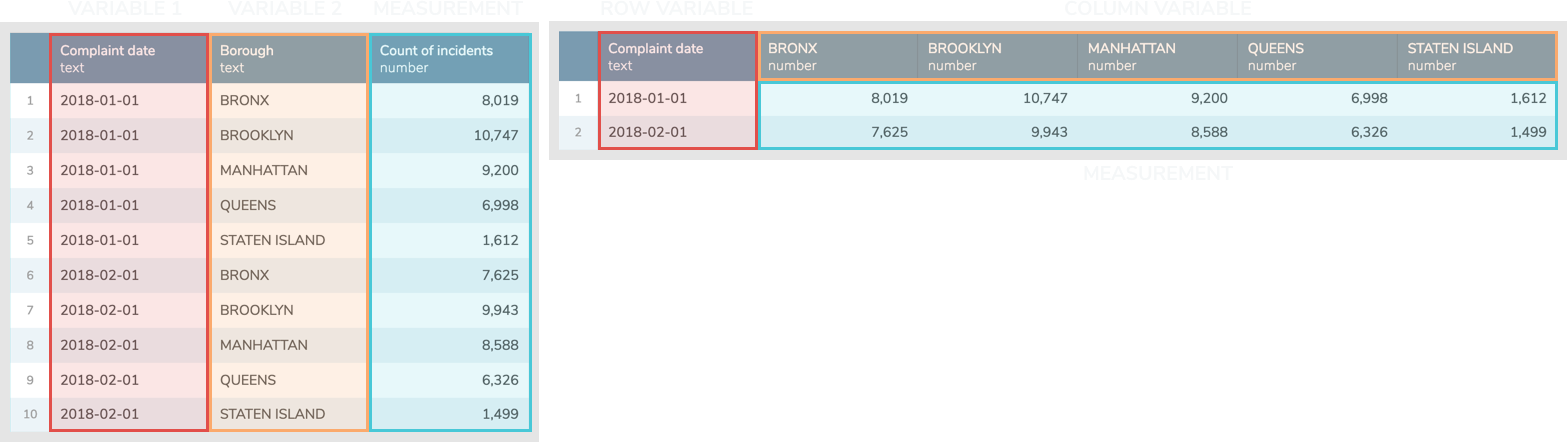 VARIABLE 1 VARIABLE 2 MEASUREMENT
Complaint date Borough Count of incidents
text text number
1 2018-01-01 BRONX 8,019
2 2018-01-01 BROOKLYN 10,747
3 2018-01-01 MANHATTAN 9,200
4 2018-01-01 QUEENS 6,998
5 2018-01-01 STATEN ISLAND 1,612
6 2018-02-01 BRONX 7,625
7 2018-02-01 BROOKLYN 9,943
8 2018-02-01 MANHATTAN 8,588
9 2018-02-01 QUEENS 6,326
10 2018-02-01 STATEN ISLAND 1,499
ROW VARIABLE COLUMN VARIABLE
Complaint date BRONX BROOKLYN MANHATTAN QUEENS STATEN ISLAND
text number number number number number
1 2018-01-01 8,019 10,747 9,200 6,998 1,612
2 2018-02-01 7,625 9,943 8,588 6,326 1,499
MEASUREMENT